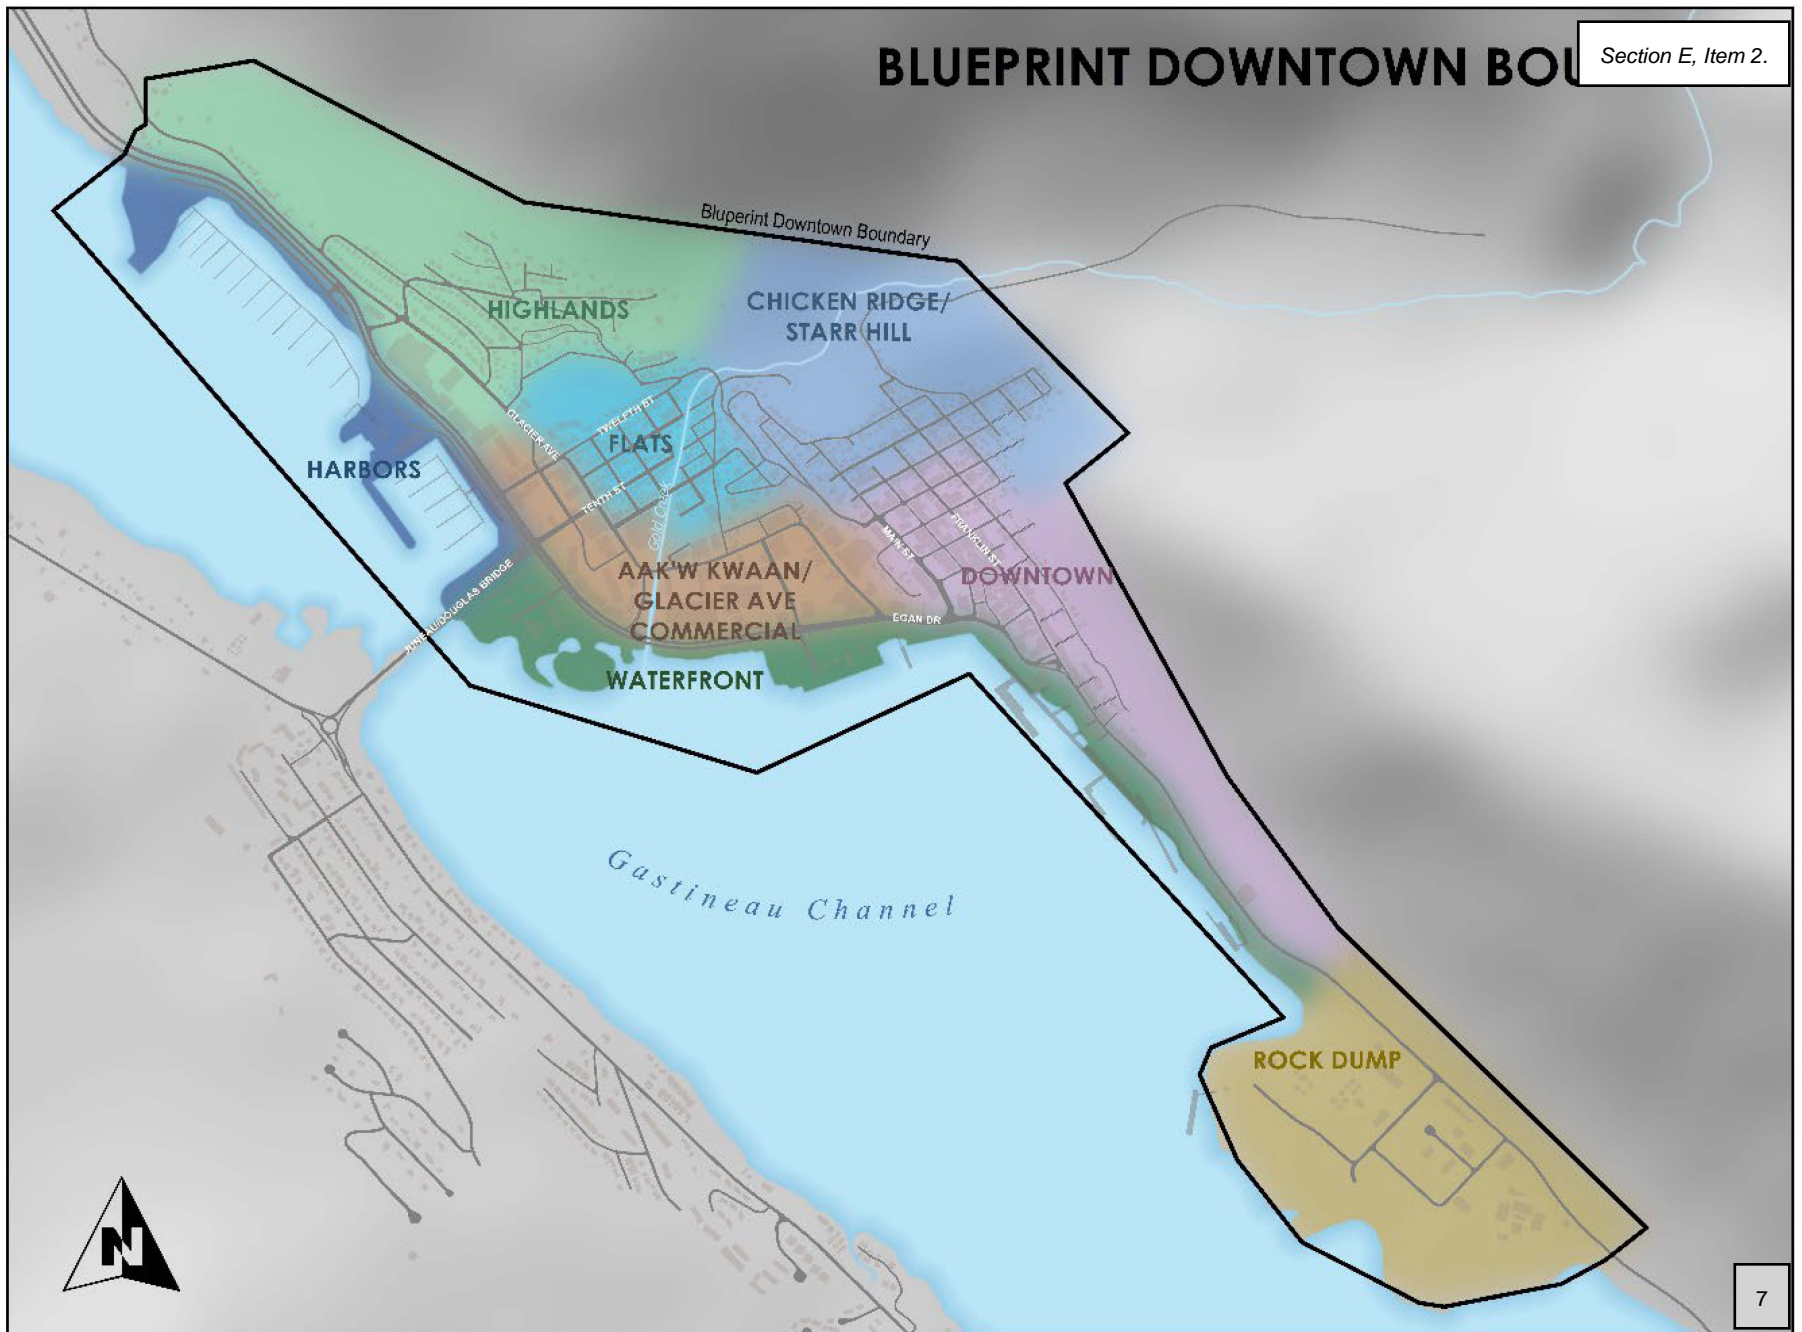 BLUEPRINT DOWNTOWN BOU
Section E, Item 2.
Bluperint Downtown Boundary
HIGHLANDS
CHICKEN RIDGE/
STARR HILL
TWELFTH ST
GLACIER AVE
FLATS
HARBORS
TENTH ST
Gold Creek
MAIN ST
FRANKLIN ST
DOWNTOWN
AAK'W KWAAN/
GLACIER AVE
COMMERCIAL
JUNEAU/DOUGLAS BRIDGE
EGAN DR
WATERFRONT
Gastineau Channel
ROCK DUMP
N
7